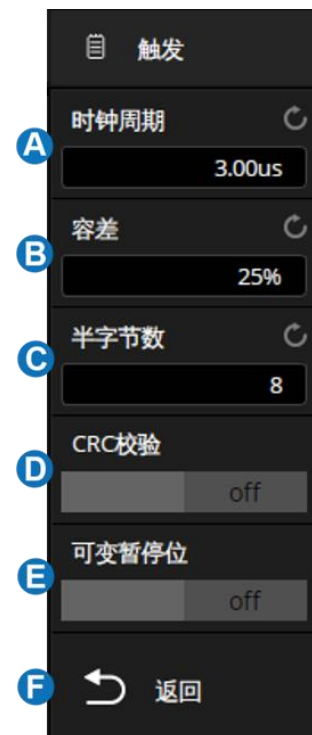 触发
时钟周期
A
3.00us
容差
B
25%
半字节数
C
8
CRC校验
D
off
可变暂停位
E
off
F
返回